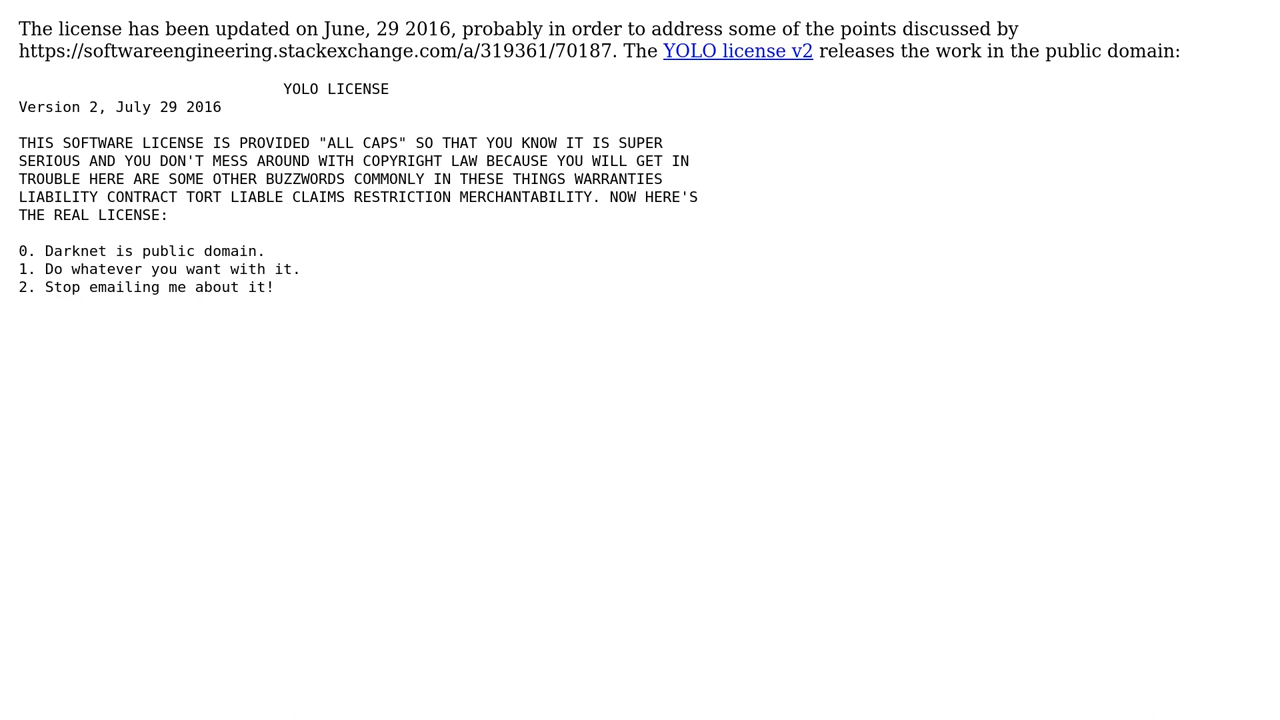 The license has been updated on June, 29 2016, probably in order to address some of the points discussed by
https://softwareengineering.stackexchange.com/a/319361/70187. The YOLO license v2 releases the work in the public domain:
YOLO LICENSE
Version 2, July 29 2016
THIS SOFTWARE LICENSE IS PROVIDED "ALL CAPS" SO THAT YOU KNOW IT IS SUPER
SERIOUS AND YOU DON'T MESS AROUND WITH COPYRIGHT LAW BECAUSE YOU WILL GET IN
TROUBLE HERE ARE SOME OTHER BUZZWORDS COMMONLY IN THESE THINGS WARRANTIES
LIABILITY CONTRACT TORT LIABLE CLAIMS RESTRICTION MERCHANTABILITY. NOW HERE'S
THE REAL LICENSE:
0. Darknet is public domain.
1. Do whatever you want with it.
2. Stop emailing me about it!